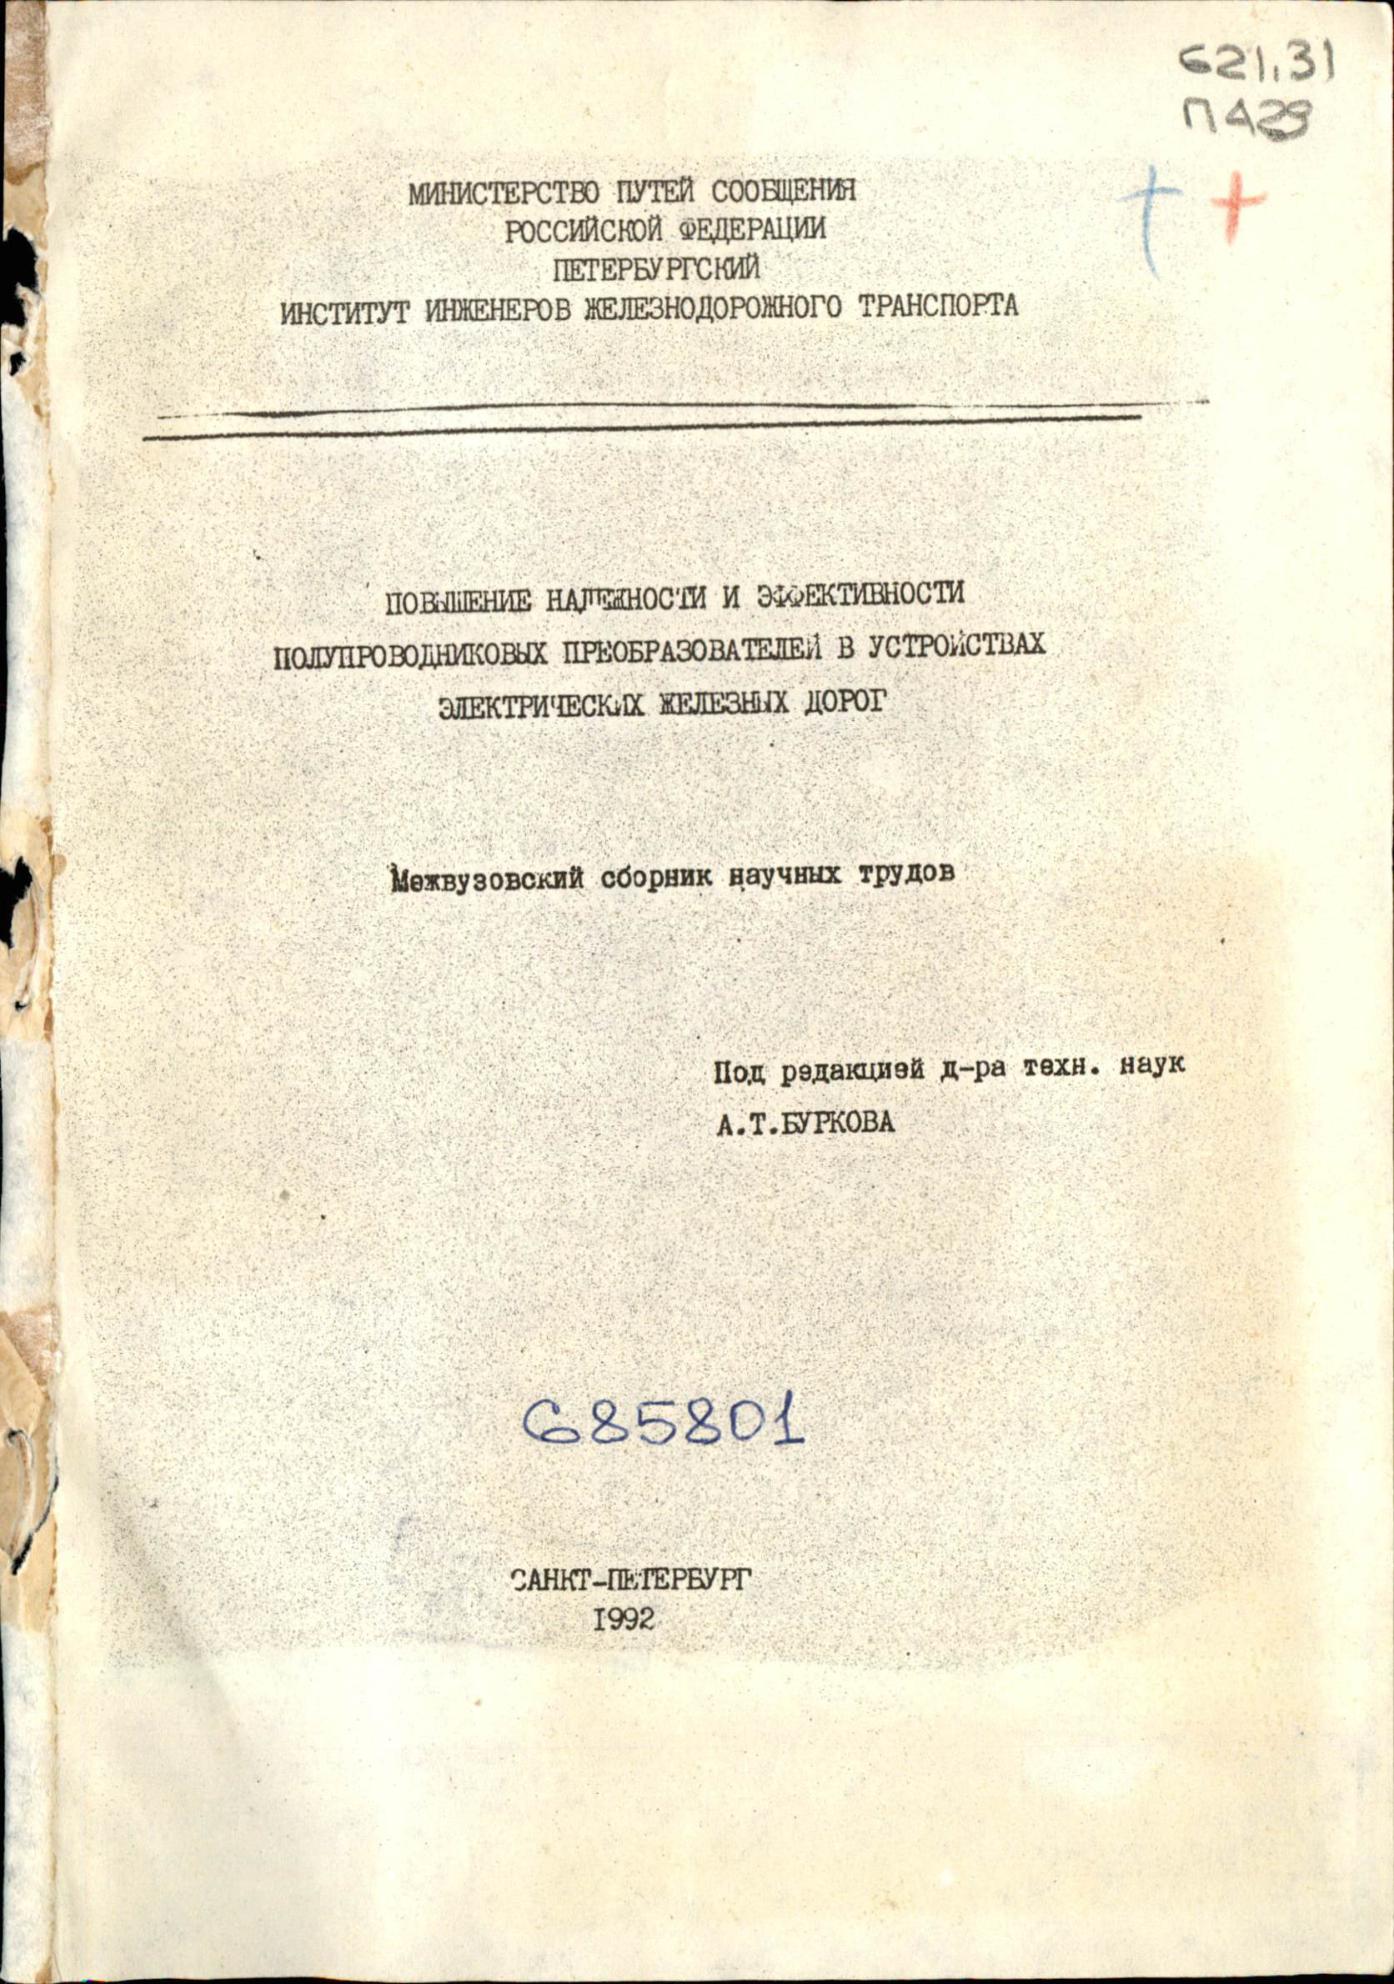 621.31
П428
МИНИСТЕРСТВО ПУТЕЙ СООБЩЕНИЯ
РОССИЙСКОЙ ФЕДЕРАЦИИ
ПЕТЕРБУРГСКИЙ
ИНСТИТУТ ИНЖЕНЕРОВ ЖЕЛЕЗНОДОРОЖНОГО ТРАНСПОРТА
ПОВЫШЕНИЕ НАДЕЖНОСТИ И ЭФФЕКТИВНОСТИ
ПОЛУПРОВОДНИКОВЫХ ПРЕОБРАЗОВАТЕЛЕЙ В УСТРОЙСТВАХ
ЭЛЕКТРИЧЕСКИХ ЖЕЛЕЗНЫХ ДОРОГ
Межвузовский сборник научных трудов
Под редакцией д-ра техн. наук
А.Т.БУРКОВА
685801
САНКТ-ПЕТЕРБУРГ
1992